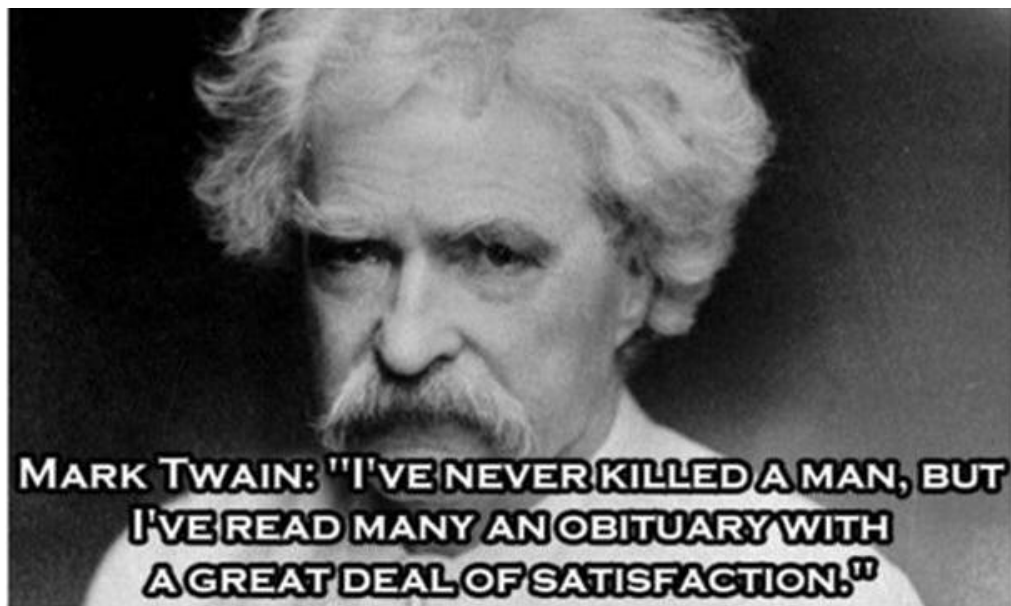 MARK TWAIN: "I'VE NEVER KILLED A MAN, BUT
I'VE READ MANY AN OBITUARY WITH
A GREAT DEAL OF SATISFACTION."